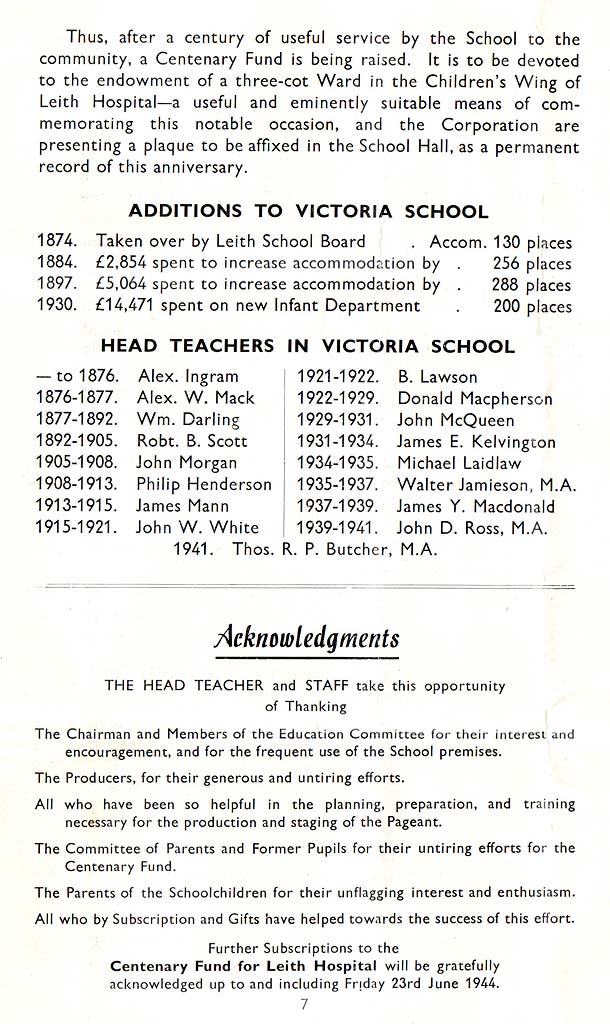 Thus, after a century of useful service by the School to the
community, a Centenary Fund is being raised. It is to be devoted
to the endowment of a three-cot Ward in the Children's Wing of
Leith Hospital—a useful and eminently suitable means of com-
memorating this notable occasion, and the Corporation are
presenting a plaque to be affixed in the School Hall, as a permanent
record of this anniversary.
ADDITIONS TO VICTORIA SCHOOL
1874. Taken over by Leith School Board . Accom. 130 places
1884. £2,854 spent to increase accommodation by . 256 places
1897. £5,064 spent to increase accommodation by . 288 places
1930. £14,471 spent on new Infant Department . 200 places
HEAD TEACHERS IN VICTORIA SCHOOL
— to 1876. Alex. Ingram
1876-1877. Alex. W. Mack
1877-1892. Wm. Darling
1892-1905. Robt. B. Scott
1905-1908. John Morgan
1908-1913. Philip Henderson
1913-1915. James Mann
1915-1921. John W. White
1921-1922. B. Lawson
1922-1929. Donald Macpherson
1929-1931. John McQueen
1931-1934. James E. Kelvington
1934-1935. Michael Laidlaw
1935-1937. Walter Jamieson, M.A.
1937-1939. James Y. Macdonald
1939-1941. John D. Ross, M.A.
1941. Thos. R. P. Butcher, M.A.
Acknowledgments
THE HEAD TEACHER and STAFF take this opportunity
of Thanking
The Chairman and Members of the Education Committee for their interest and
encouragement, and for the frequent use of the School premises.
The Producers, for their generous and untiring efforts.
All who have been so helpful in the planning, preparation, and training
necessary for the production and staging of the Pageant.
The Committee of Parents and Former Pupils for their untiring efforts for the
Centenary Fund.
The Parents of the Schoolchildren for their unflagging interest and enthusiasm.
All who by Subscription and Gifts have helped towards the success of this effort.
Further Subscriptions to the
Centenary Fund for Leith Hospital will be gratefully
acknowledged up to and including Friday 23rd June 1944.
7